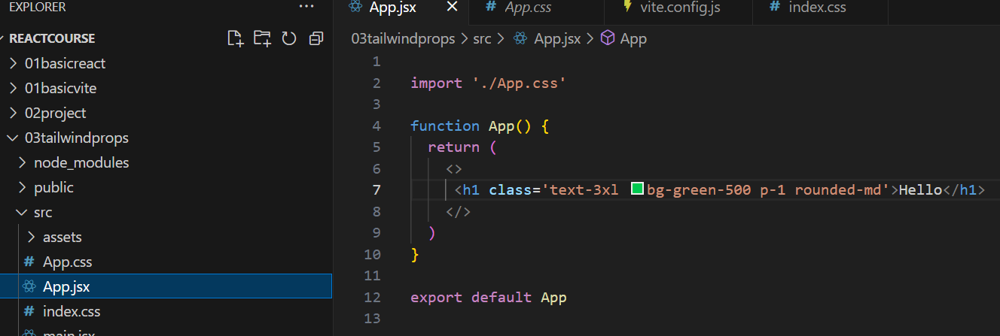 EXPLORER ...
REACTCOURSE
01basicreact
01basicvite
02project
03tailwindprops
node_modules
public
src
assets
# App.css
App.jsx
# index.css
main.jsx
App.jsx × # App.css vite.config.js # index.css
03tailwindprops > src > App.jsx > App
1
2 import './App.css'
3
4 function App() {
5 return (
6 <>
7 <h1 class='text-3xl bg-green-500 p-1 rounded-md'>Hello</h1>
8 </>
9 )
10 }
11
12 export default App
13